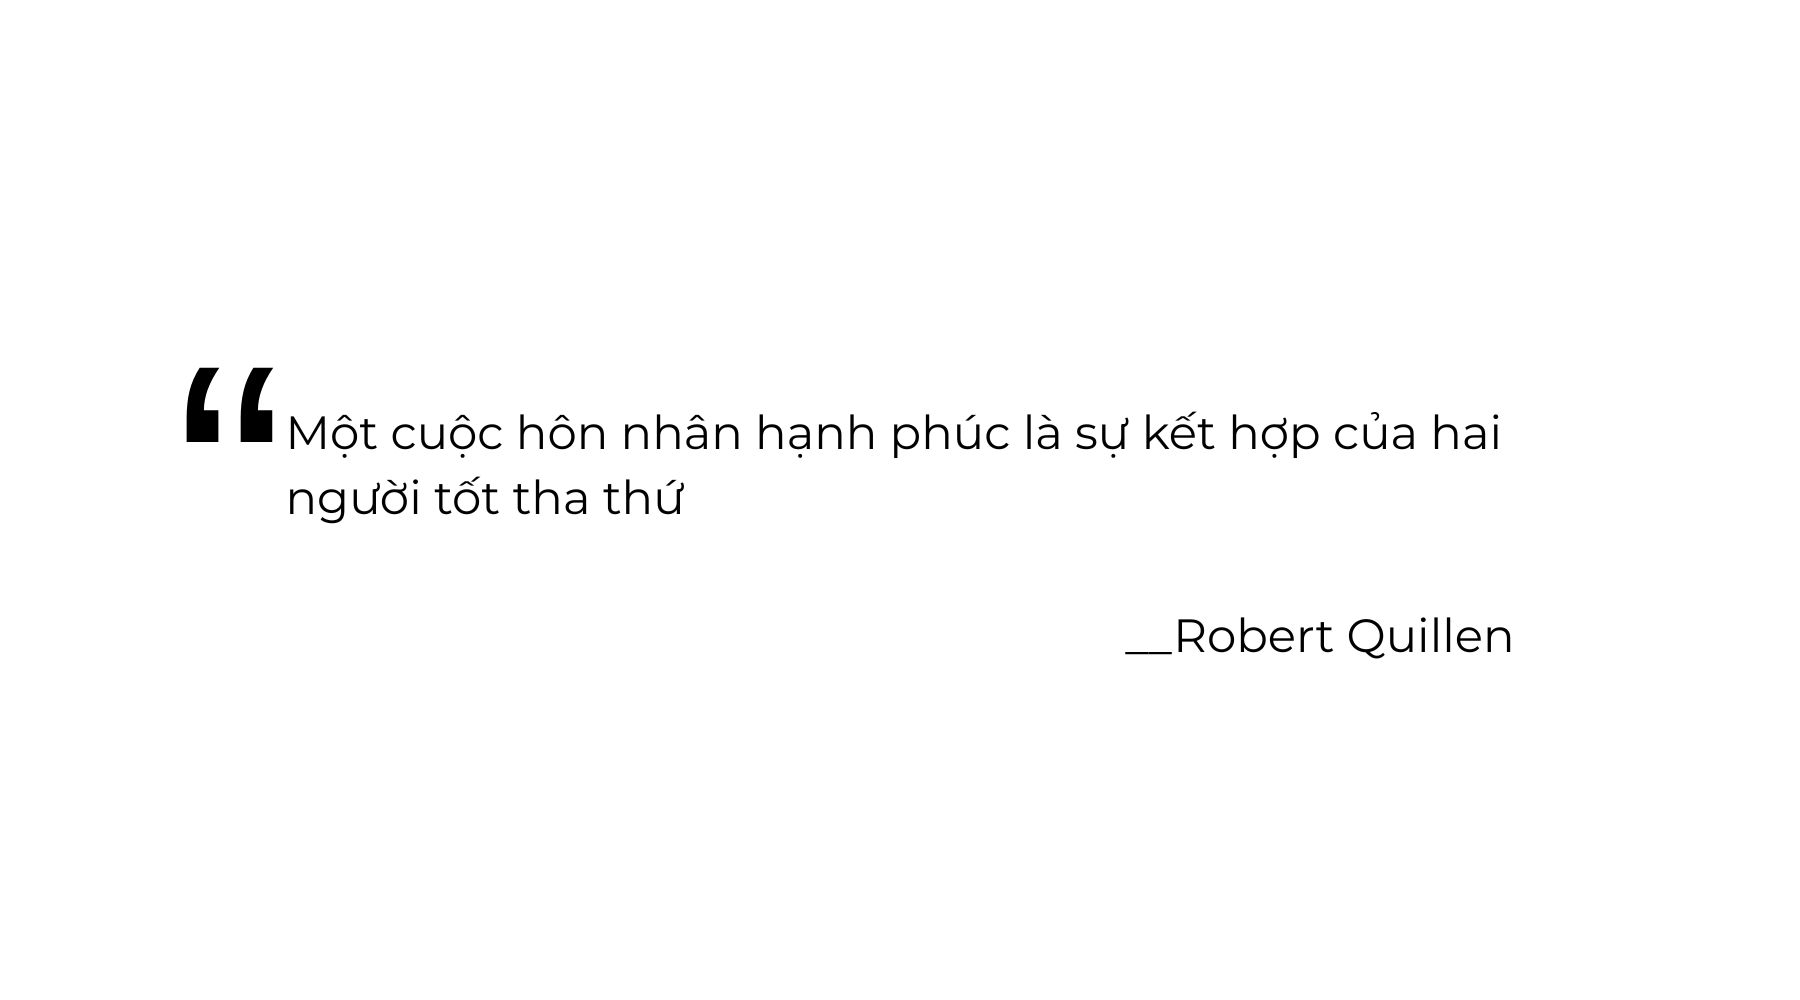 “Một cuộc hôn nhân hạnh phúc là sự kết hợp của hai
người tốt tha thứ
__Robert Quillen